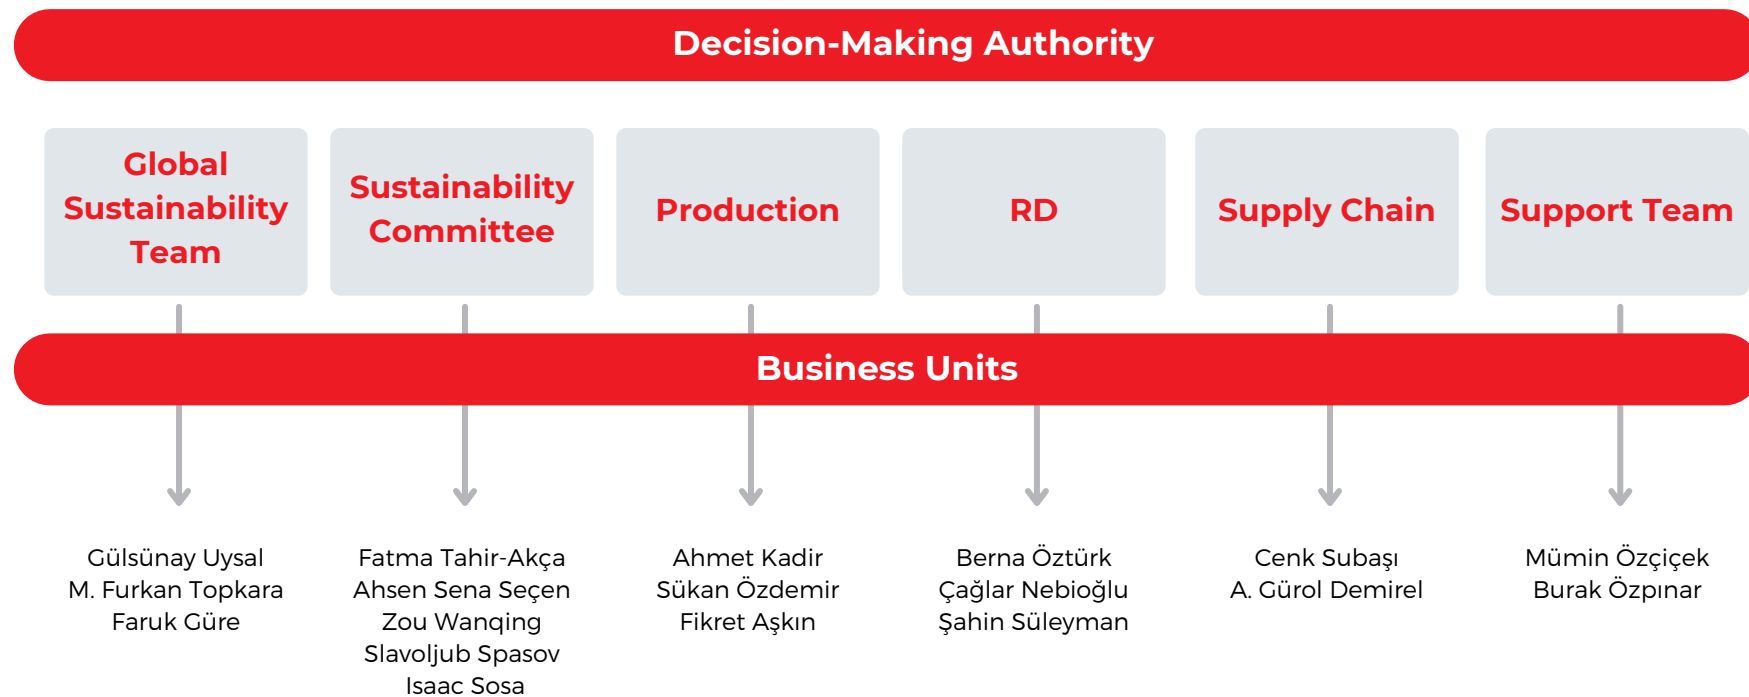 Decision-Making Authority
Global
Sustainability
Team
Sustainability
Committee
Production
RD
Supply Chain
Support Team
Business Units
Gülsünay Uysal
M. Furkan Topkara
Faruk Güre
Fatma Tahir-Akça
Ahsen Sena Seçen
Zou Wanqing
Slavoljub Spasov
Isaac Sosa
Ahmet Kadir
Sükan Özdemir
Fikret Aşkın
Berna Öztürk
Çağlar Nebioğlu
Şahin Süleyman
Cenk Subaşı
A. Gürol Demirel
Mümin Özçiçek
Burak Özpınar